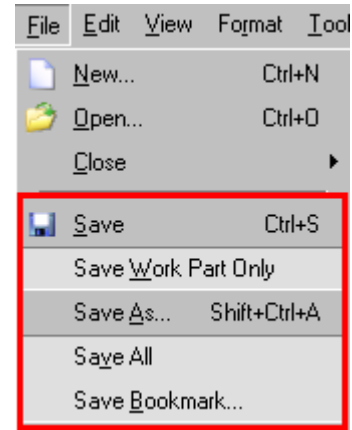 File Edit View Format
New... Ctrl+N
Open... Ctrl+O
Close
Save Ctrl+S
Save Work Part Only
Save As... Shift+Ctrl+A
Save All
Save Bookmark...